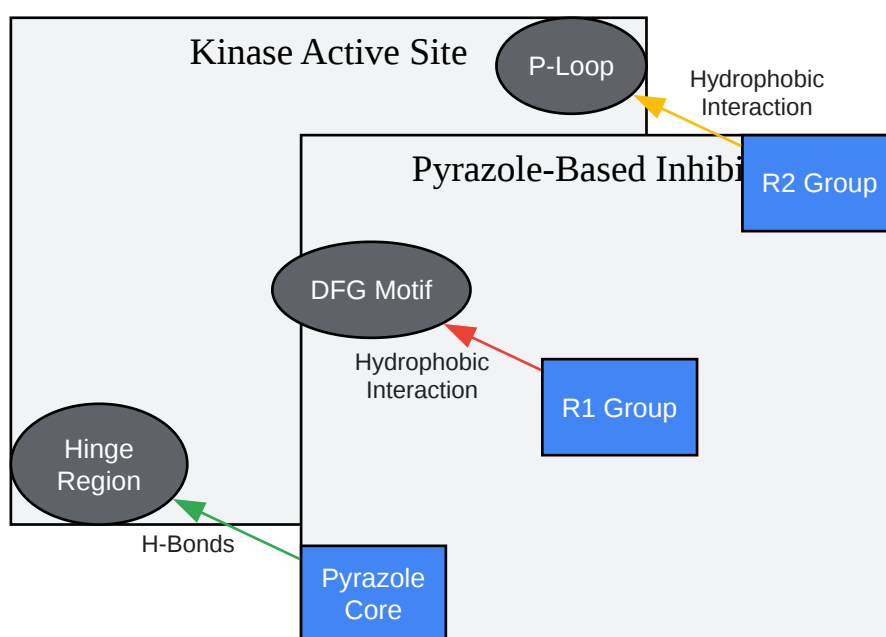 Kinase Active Site
P-Loop
Hydrophobic
Interaction
Pyrazole-Based Inhibi
R2 Group
DFG Motif
Hydrophobic
Interaction
R1 Group
Hinge
Region
H-Bonds
Pyrazole
Core